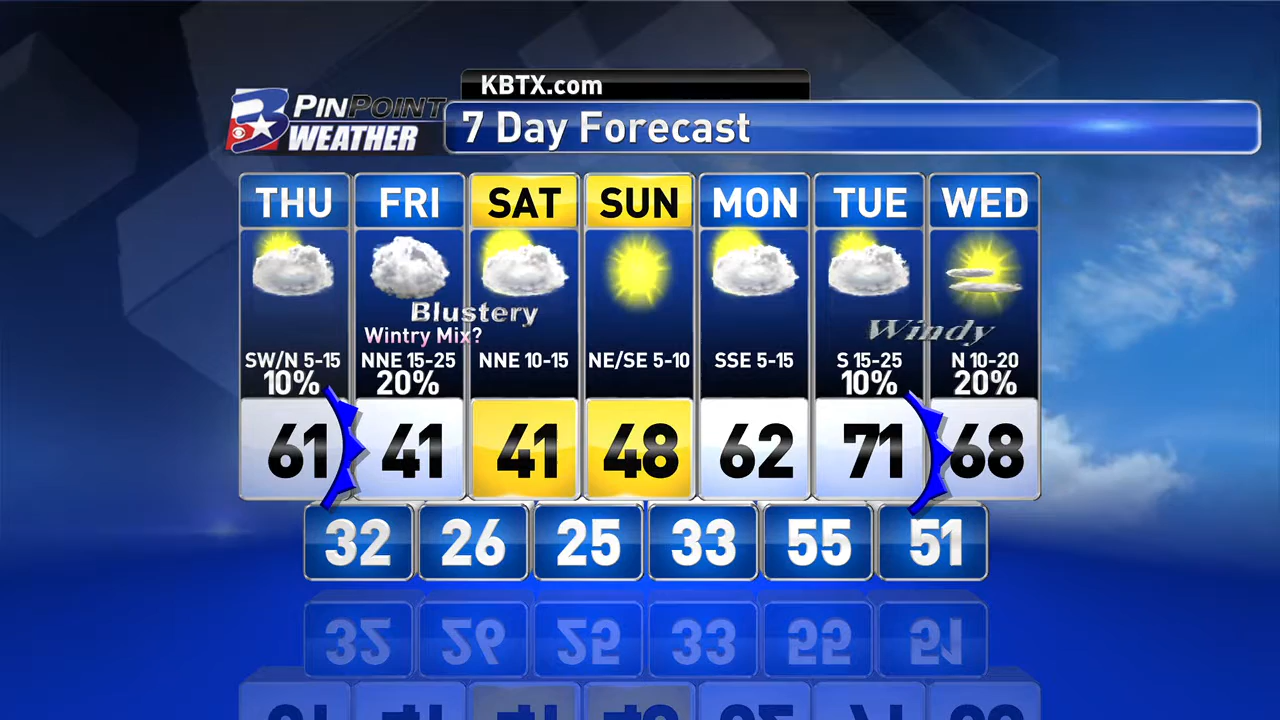 KBTX.com
3 PINPOINT
WEATHER
7 Day Forecast
THU FRI SAT SUN MON TUE WED
Blustery
Windy
Wintry Mix?
SW/N 5-15 NNE 15-25 NNE 10-15 NE/SE 5-10 SSE 5-15 S 15-25 N 10-20
10% 20% 10% 20%
61 41 41 48 62 71 68
32 26 25 33 55 51